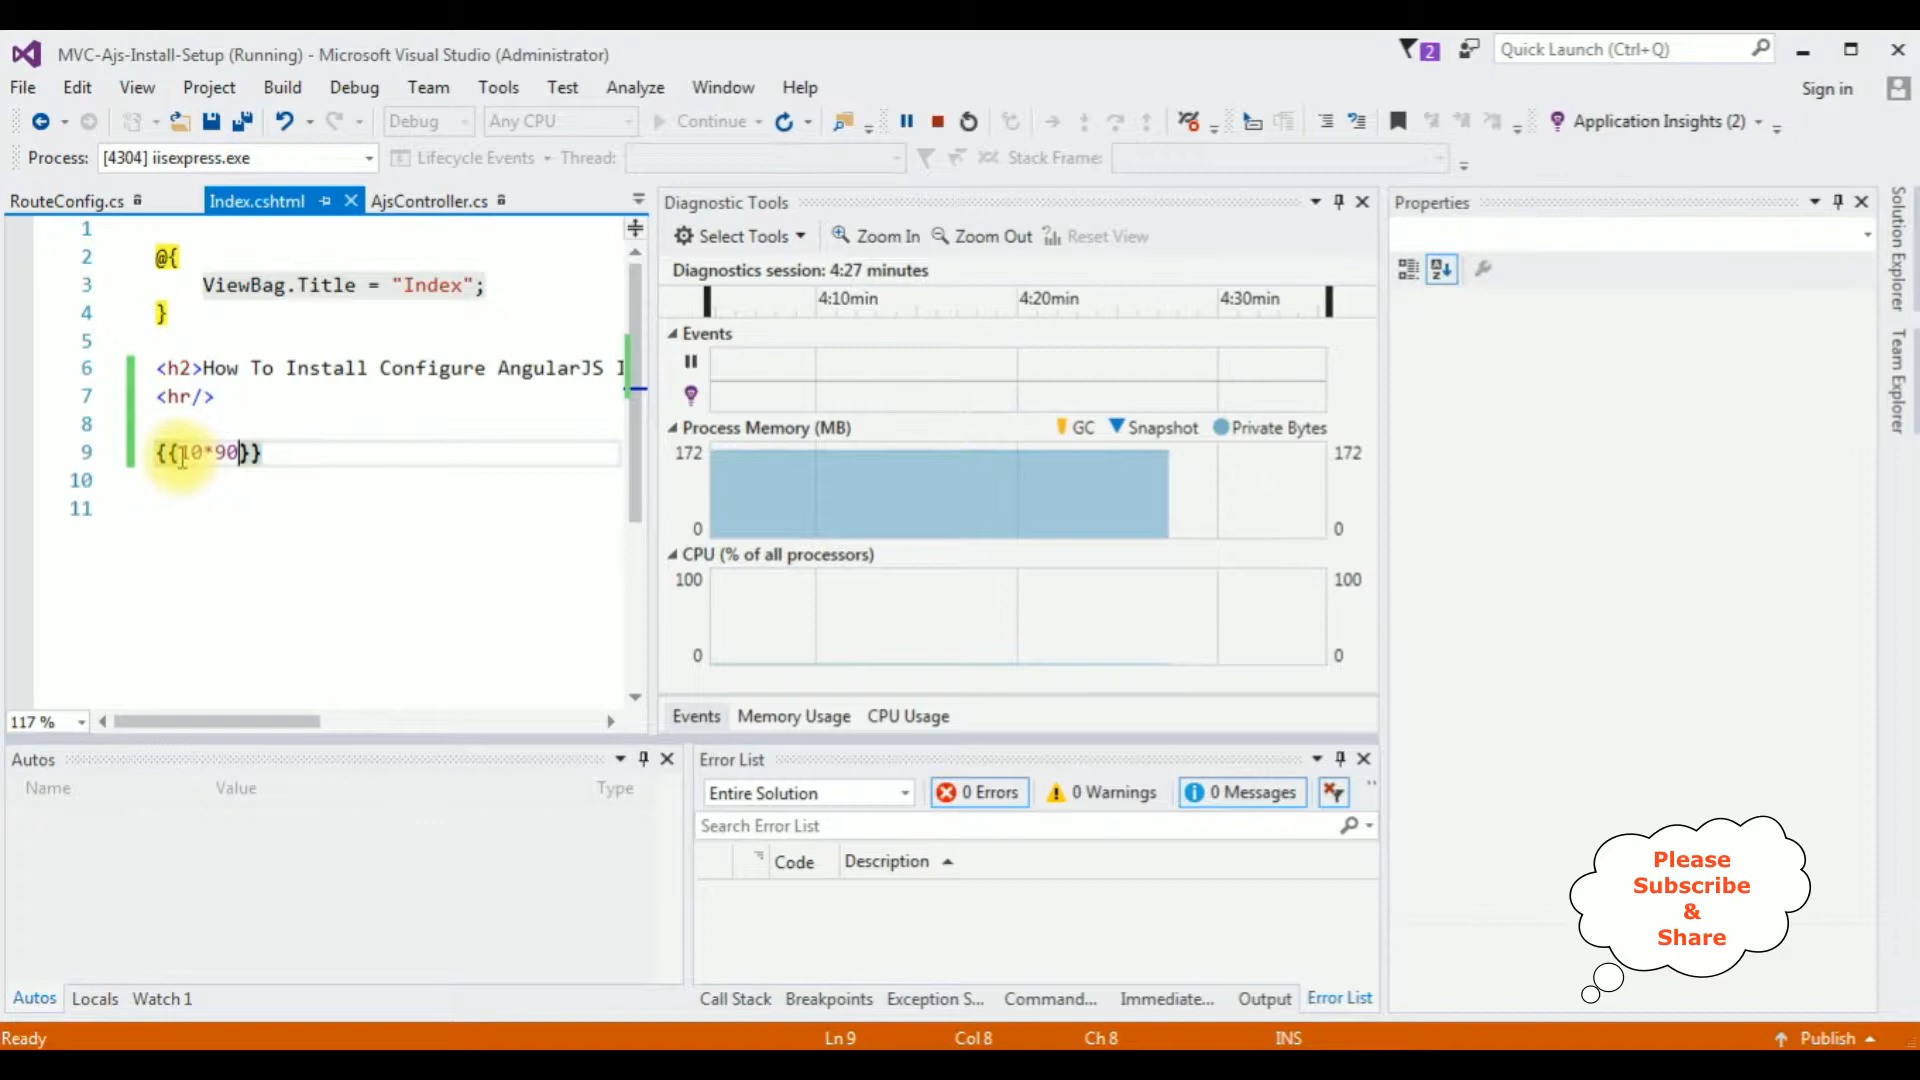 MVC-Ajs-Install-Setup (Running) - Microsoft Visual Studio (Administrator)
2
Quick Launch (Ctrl+Q)
File Edit View Project Build Debug Team Tools Test Analyze Window Help
Sign in
Debug Any CPU Continue Application Insights (2)
Process: [4304] iisexpress.exe Lifecycle Events Thread: Stack Frame:
RouteConfig.cs Index.cshtml AjsController.cs
1
2 @{
3 ViewBag.Title = "Index";
4 }
5
6 <h2>How To Install Configure AngularJS I
7 <hr/>
8
9 {{10*90}}
10
11
117 %
Diagnostic Tools
Select Tools Zoom In Zoom Out Reset View
Diagnostics session: 4:27 minutes
4:10min 4:20min 4:30min
Events
Process Memory (MB) GC Snapshot Private Bytes
172 172
0 0
CPU (% of all processors)
100 100
0 0
Events Memory Usage CPU Usage
Properties
Solution Explorer
Team Explorer
Autos
Name Value Type
Autos Locals Watch 1
Error List
Entire Solution 0 Errors 0 Warnings 0 Messages
Search Error List
Code Description
Call Stack Breakpoints Exception S... Command... Immediate... Output Error List
Please
Subscribe
&
Share
Ready Ln 9 Col 8 Ch 8 INS Publish